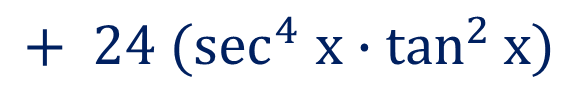 + 24 (sec⁴ x · tan² x)